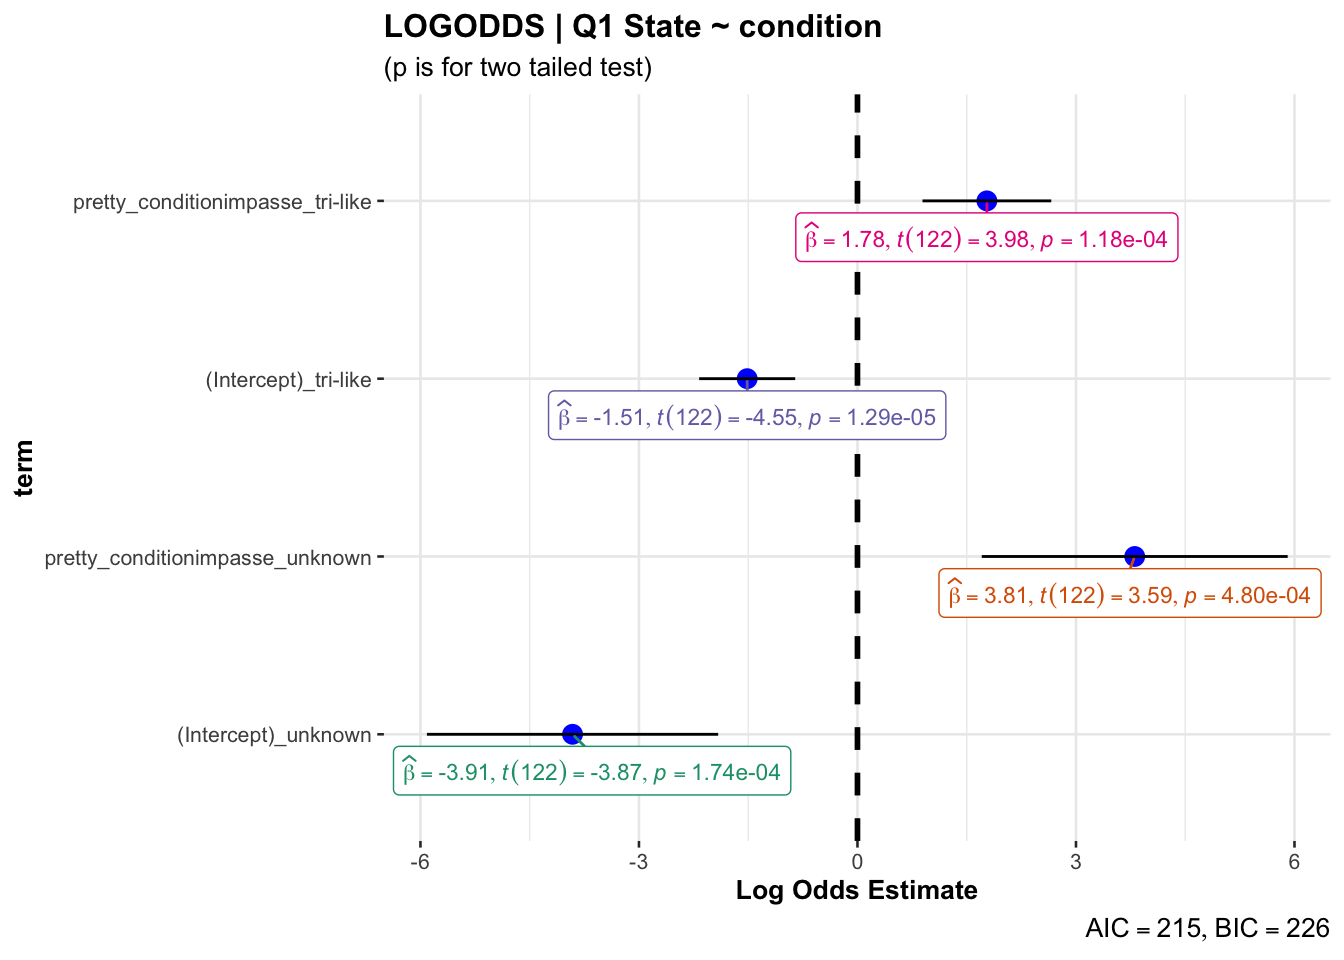 LOGODDS | Q1 State ~ condition
(p is for two tailed test)
term
pretty_conditionimpasse_tri-like
β̂ = 1.78, t(122) = 3.98, p = 1.18e-04
(Intercept)_tri-like
β̂ = -1.51, t(122) = -4.55, p = 1.29e-05
pretty_conditionimpasse_unknown
β̂ = 3.81, t(122) = 3.59, p = 4.80e-04
(Intercept)_unknown
β̂ = -3.91, t(122) = -3.87, p = 1.74e-04
-6 -3 0 3 6
Log Odds Estimate
AIC = 215, BIC = 226